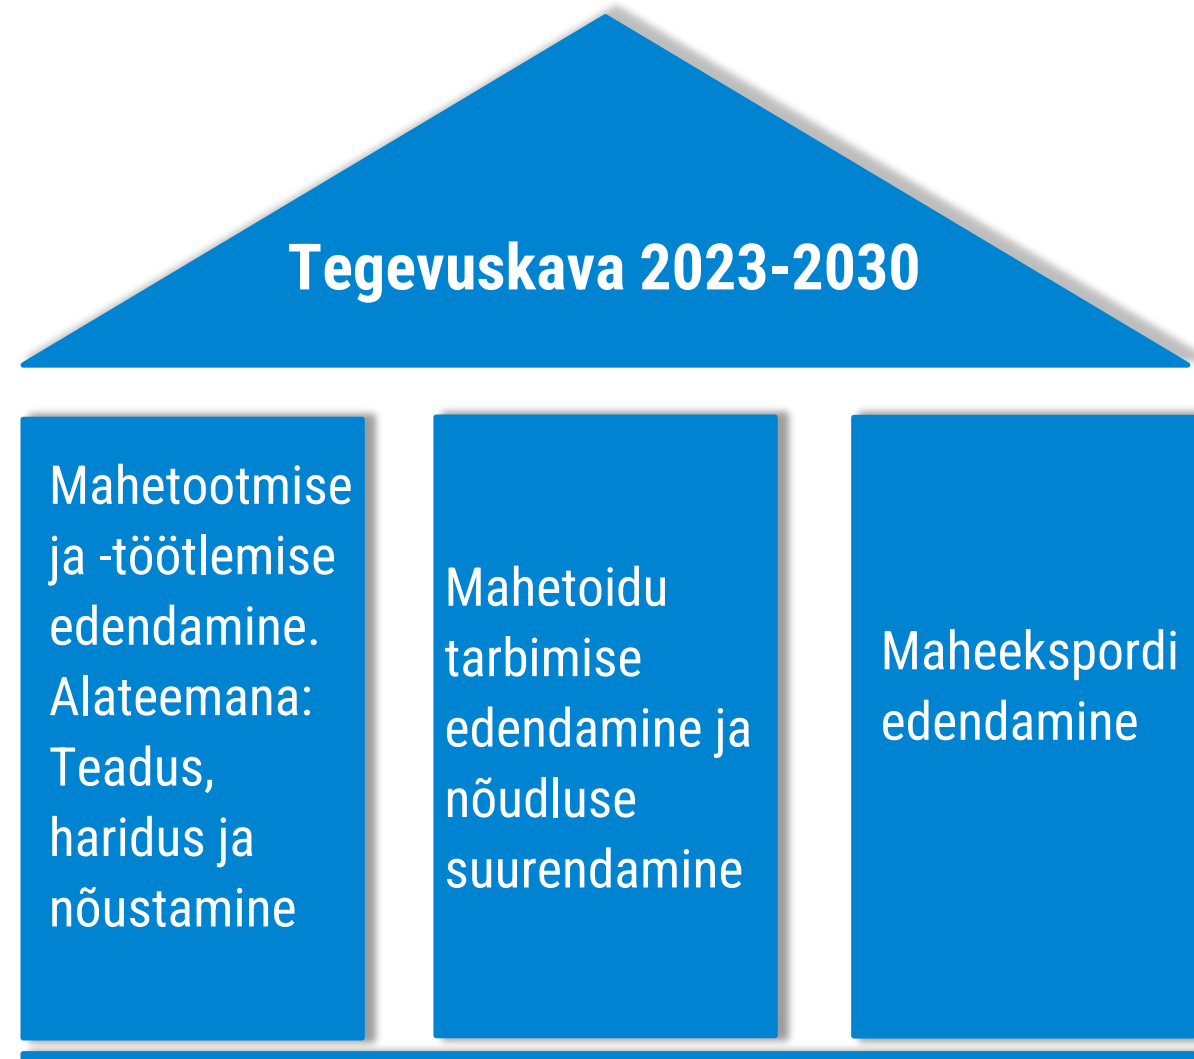 Tegevuskava 2023-2030
Mahetootmise
ja -töötlemise
edendamine.
Alateemana:
Teadus,
haridus ja
nõustamine
Mahetoidu
tarbimise
edendamine ja
nõudluse
suurendamine
Maheekspordi
edendamine